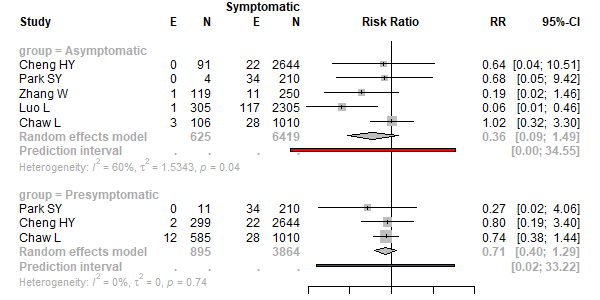 Symptomatic
Study E N E N Risk Ratio RR 95%-CI
group = Asymptomatic
Cheng HY 0 91 22 2644 0.64 [0.04; 10.51]
Park SY 0 4 34 210 0.68 [0.05; 9.42]
Zhang W 1 119 11 250 0.19 [0.02; 1.46]
Luo L 1 305 117 2305 0.06 [0.01; 0.46]
Chaw L 3 106 28 1010 1.02 [0.32; 3.30]
Random effects model 625 6419 0.36 [0.09; 1.49]
Prediction interval . . . . [0.00; 34.55]
Heterogeneity: I² = 60%, τ² = 1.5343, p = 0.04
group = Presymptomatic
Park SY 0 11 34 210 0.27 [0.02; 4.06]
Cheng HY 2 299 22 2644 0.80 [0.19; 3.40]
Chaw L 12 585 28 1010 0.74 [0.38; 1.44]
Random effects model 895 3864 0.71 [0.40; 1.29]
Prediction interval . . . . [0.02; 33.22]
Heterogeneity: I² = 0%, τ² = 0, p = 0.74